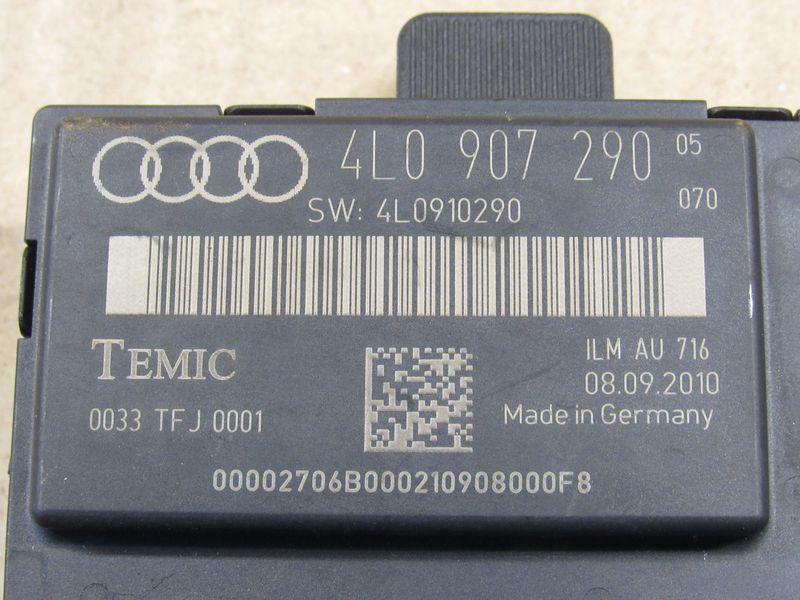 4L0 907 290 05
070
SW: 4L0910290
TEMIC
ILM AU 716
08.09.2010
0033 TFJ 0001
Made in Germany
00002706B000210908000F8